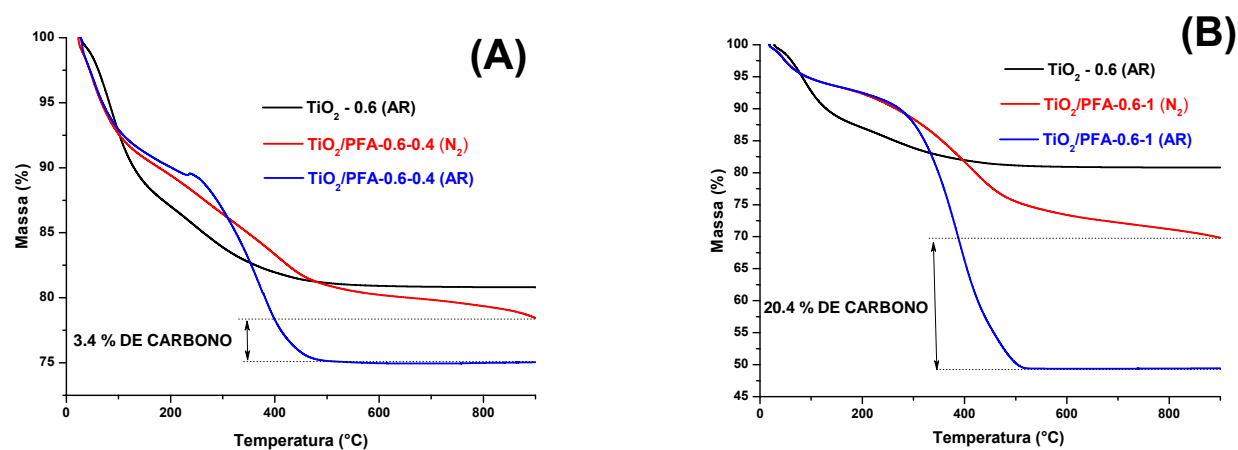 (A)
100
95
90
85
80
75
Massa (%)
TiO2 - 0.6 (AR)
TiO2/PFA-0.6-0.4 (N2)
TiO2/PFA-0.6-0.4 (AR)
3.4 % DE CARBONO
0 200 400 600 800
Temperatura (°C)
(B)
100
95
90
85
80
75
70
65
60
55
50
45
Massa (%)
TiO2 - 0.6 (AR)
TiO2/PFA-0.6-1 (N2)
TiO2/PFA-0.6-1 (AR)
20.4 % DE CARBONO
0 200 400 600 800
Temperatura (°C)